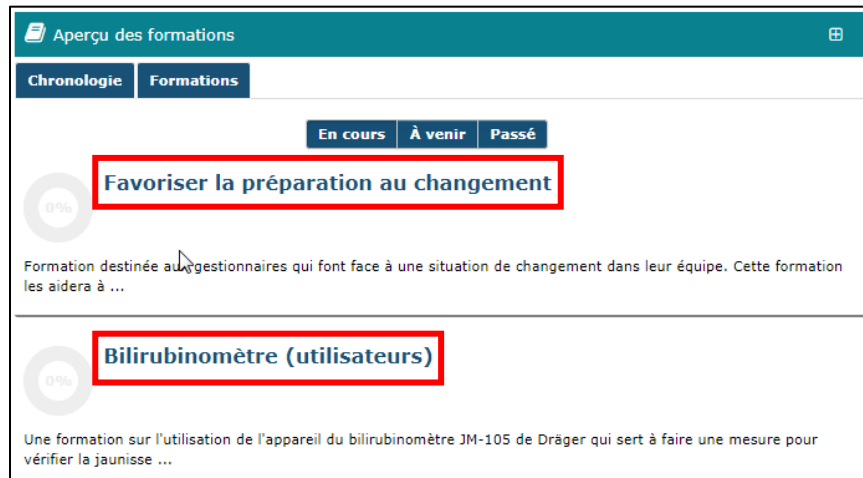 Aperçu des formations
Chronologie Formations
En cours À venir Passé
Favoriser la préparation au changement
0%
Formation destinée aux gestionnaires qui font face à une situation de changement dans leur équipe. Cette formation
les aidera à ...
Bilirubinomètre (utilisateurs)
0%
Une formation sur l'utilisation de l'appareil du bilirubinomètre JM-105 de Dräger qui sert à faire une mesure pour
vérifier la jaunisse ...